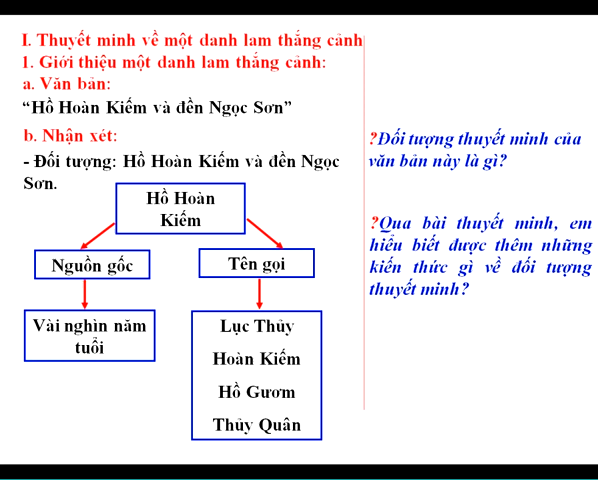 I. Thuyết minh về một danh lam thắng cảnh
1. Giới thiệu một danh lam thắng cảnh:
a. Văn bản:
“Hồ Hoàn Kiếm và đền Ngọc Sơn”
b. Nhận xét:
- Đối tượng: Hồ Hoàn Kiếm và đền Ngọc
Sơn.
Hồ Hoàn
Kiếm
Nguồn gốc
Tên gọi
Vài nghìn năm
tuổi
Lục Thủy
Hoàn Kiếm
Hồ Gươm
Thủy Quân
?Đối tượng thuyết minh của
văn bản này là gì?
?Qua bài thuyết minh, em
hiểu biết được thêm những
kiến thức gì về đối tượng
thuyết minh?